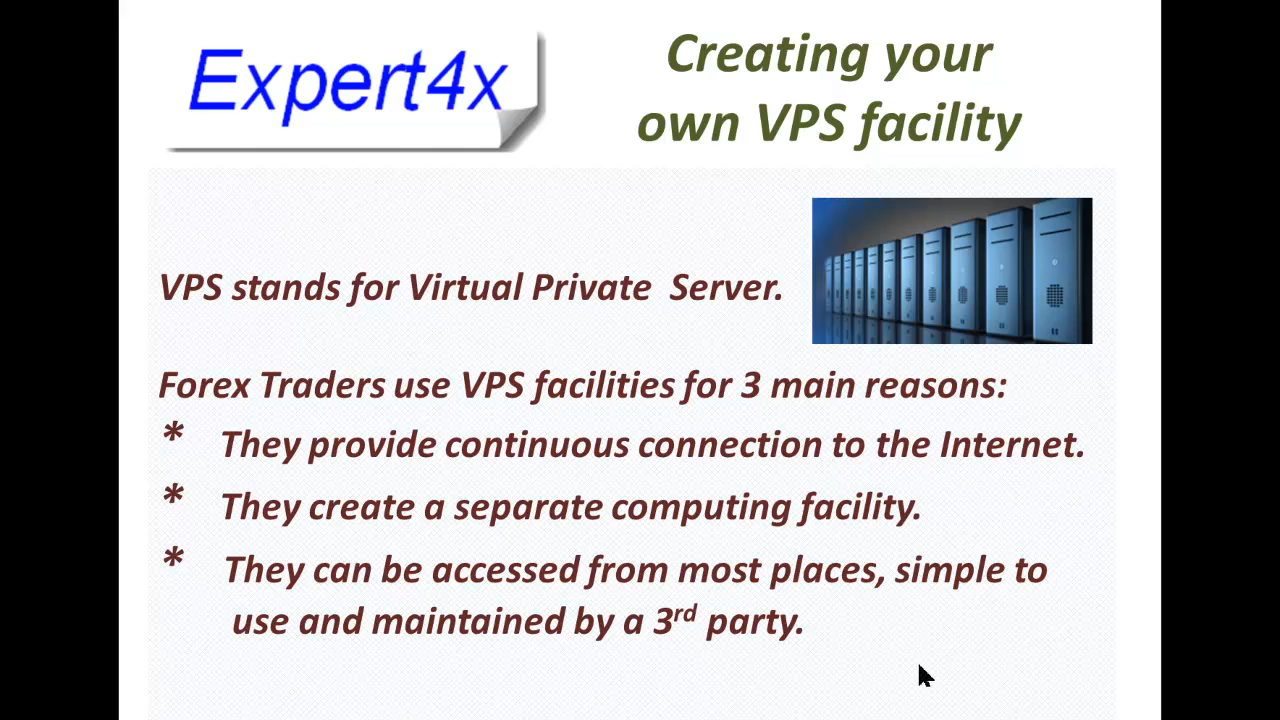 Expert4x
Creating your
own VPS facility
VPS stands for Virtual Private Server.
Forex Traders use VPS facilities for 3 main reasons:
* They provide continuous connection to the Internet.
* They create a separate computing facility.
* They can be accessed from most places, simple to
use and maintained by a 3rd party.